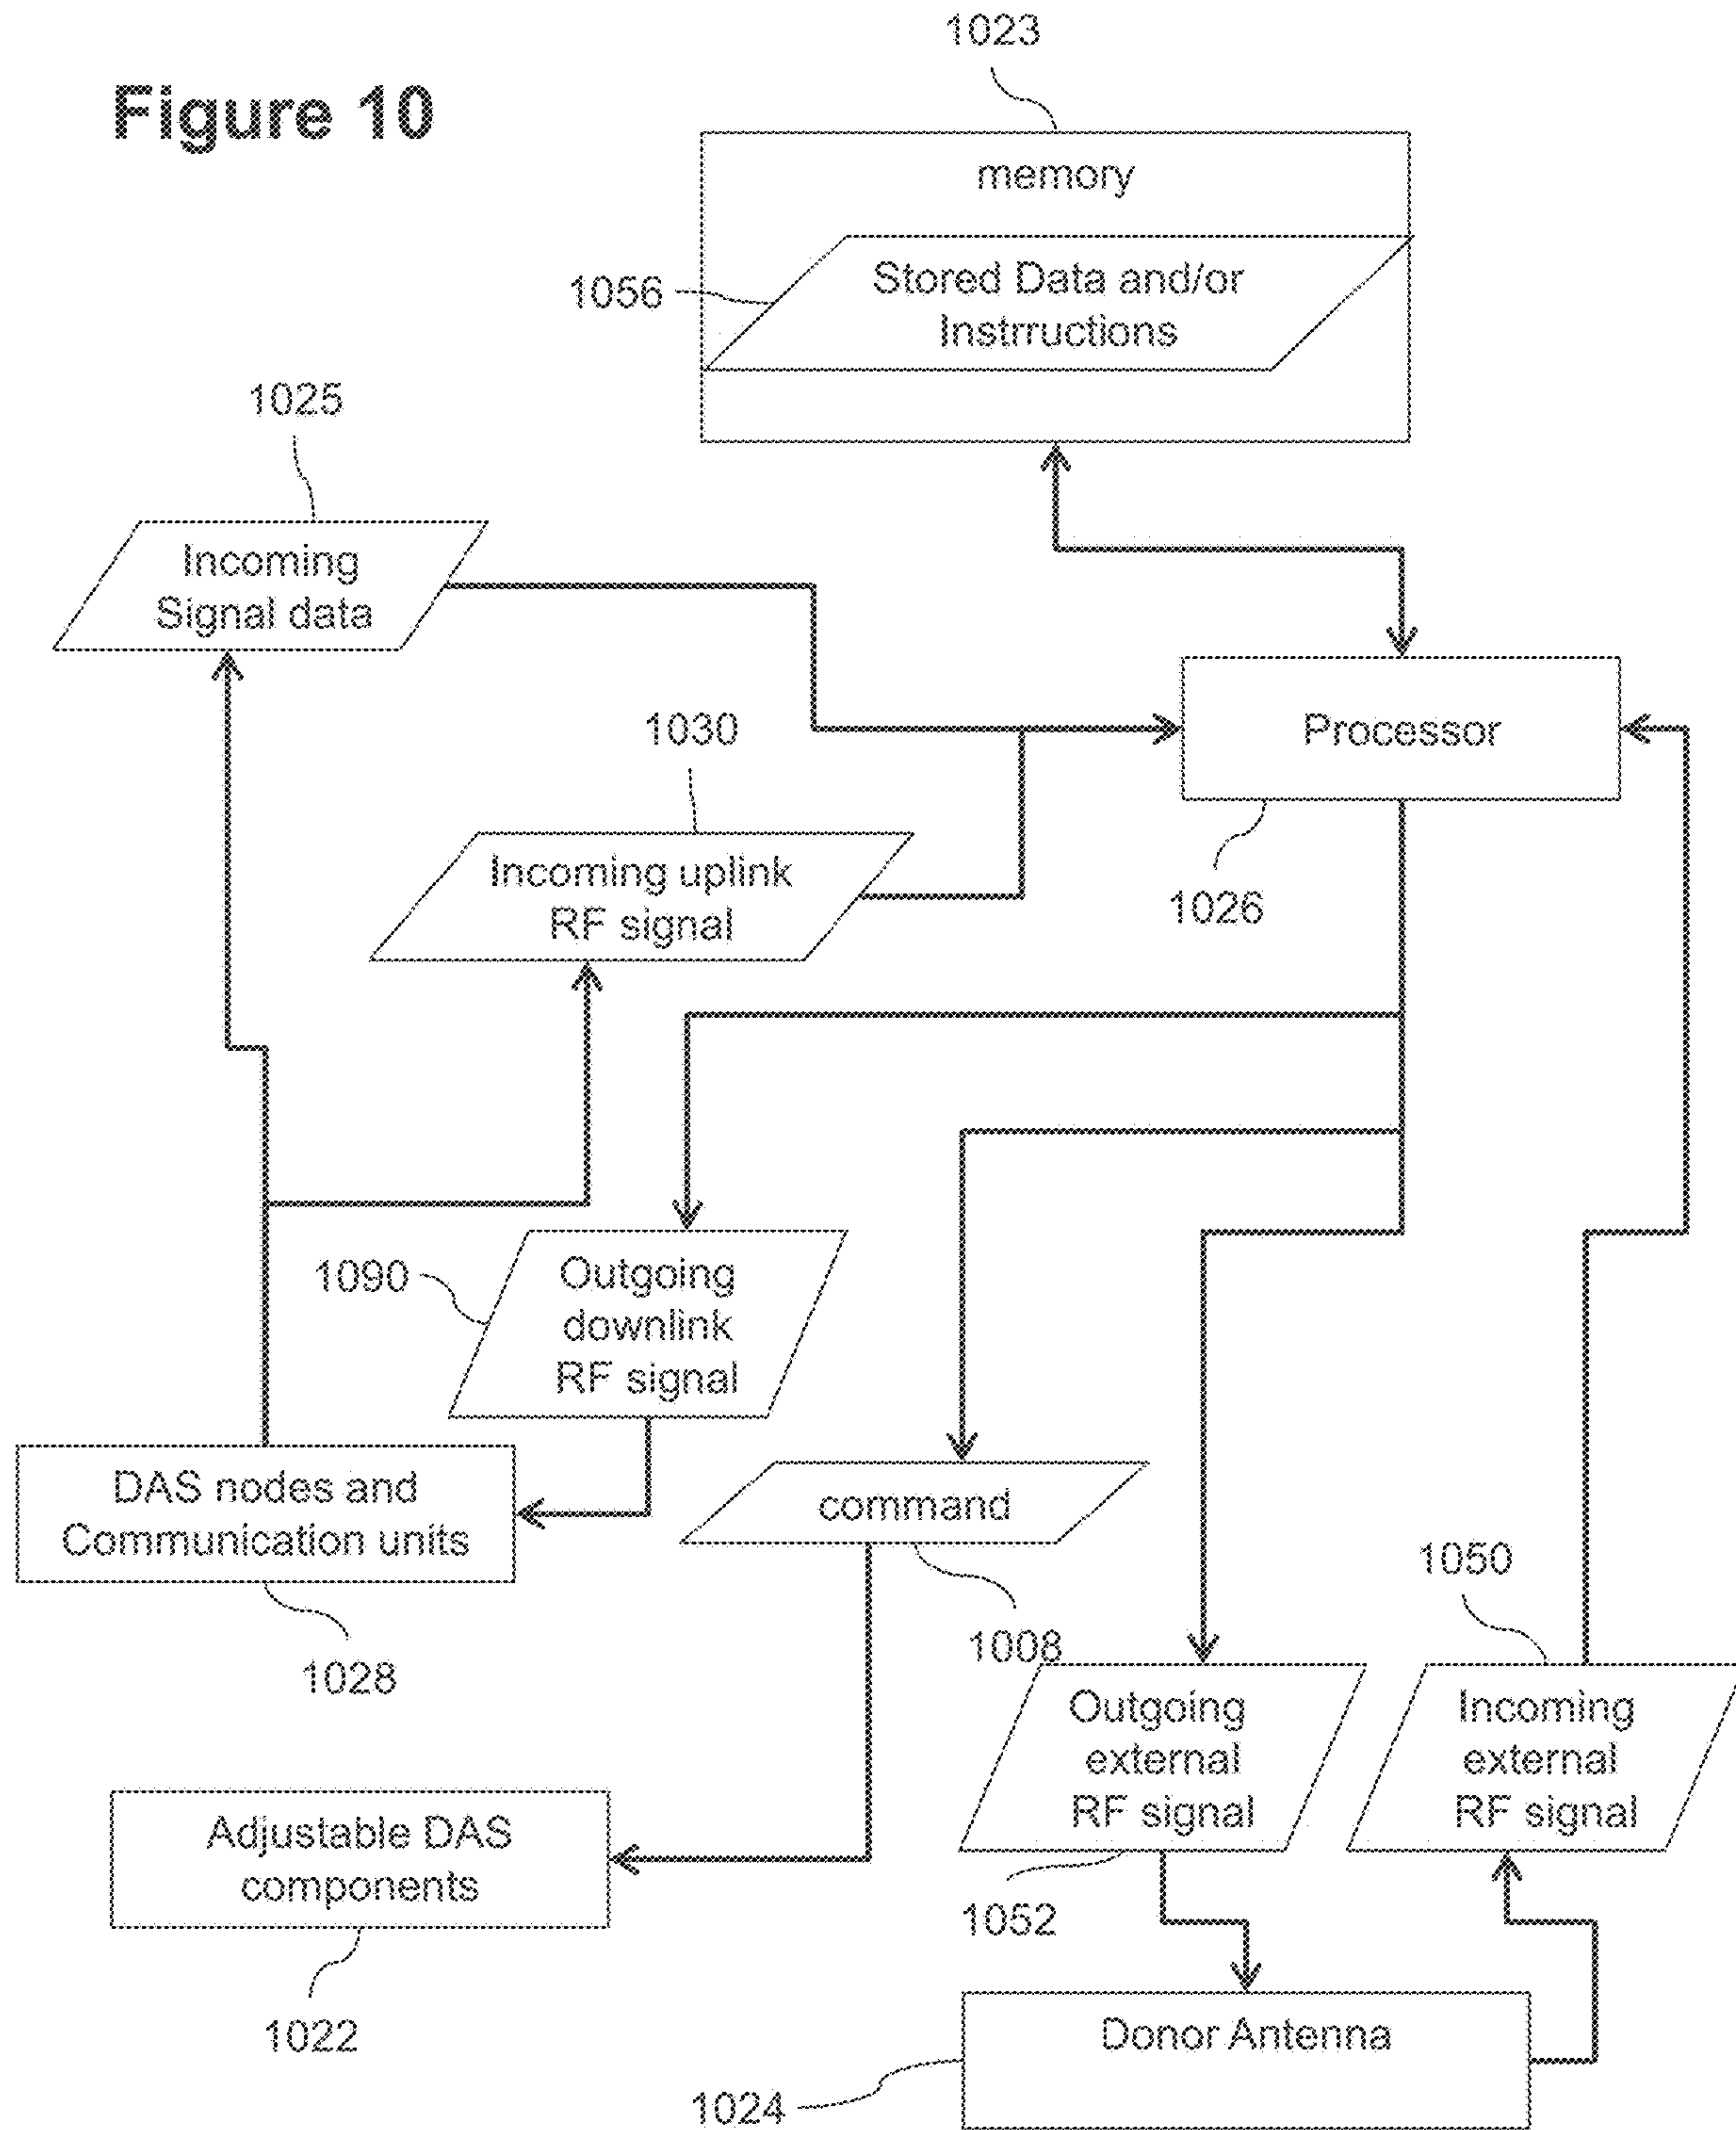 1023
Figure 10
memory
1056
Stored Data and/or
Instrructions
1025
Incoming
Signal data
1030
Processor
Incoming uplink
RF signal
1026
1090
Outgoing
downlink
RF signal
DAS nodes and
Communication units
command
1050
1008
1028
Outgoing
external
RF signal
Incoming
external
RF signal
Adjustable DAS
components
1052
1022
Donor Antenna
1024